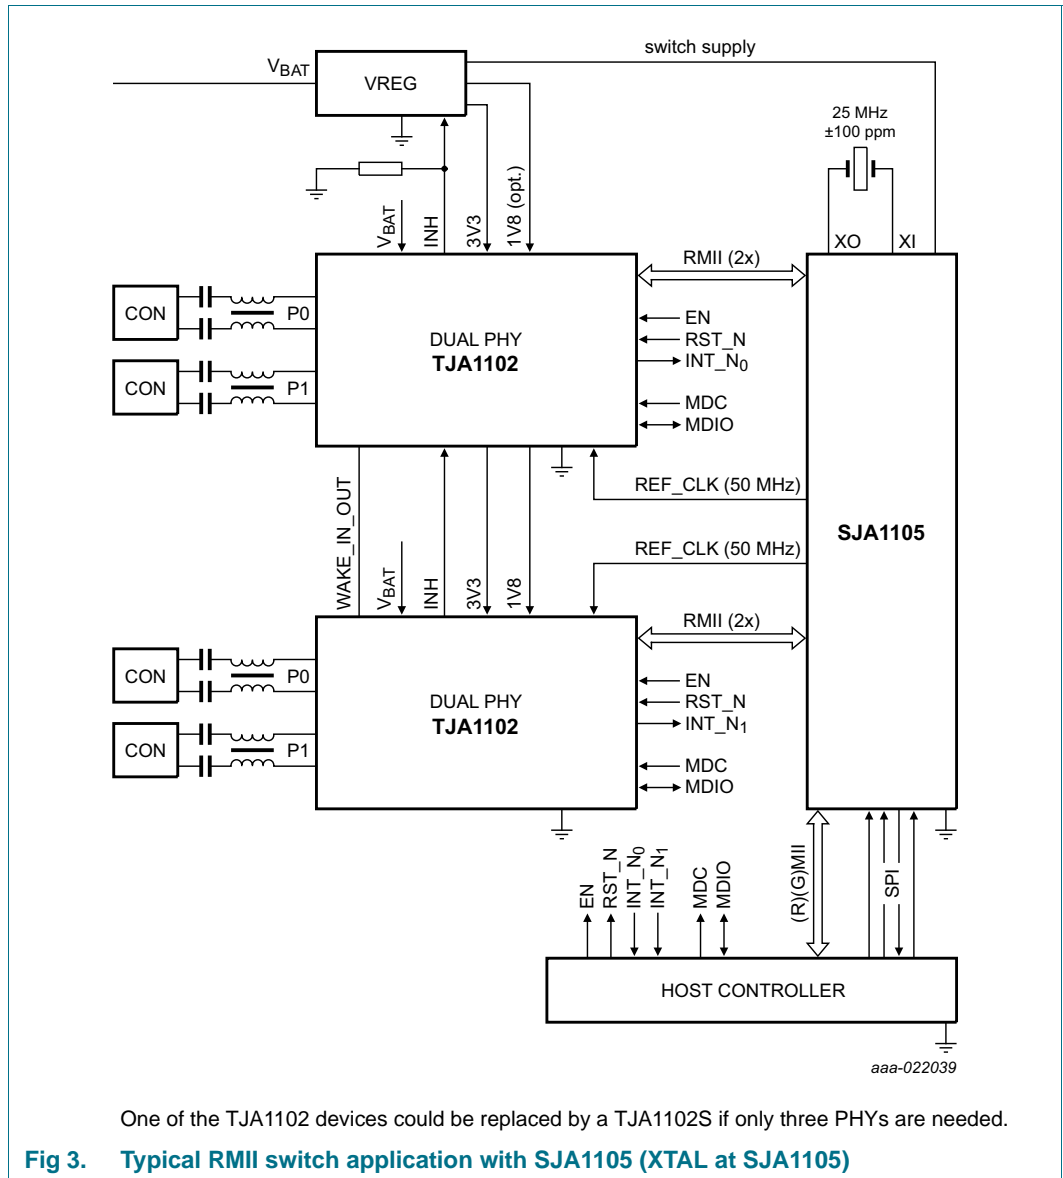 switch supply
VBAT
VREG
25 MHz
±100 ppm
VBAT
INH
3V3
1V8 (opt.)
XO
XI
RMII (2x)
CON
P0
CON
P1
DUAL PHY
TJA1102
EN
RST_N
INT_N0
MDC
MDIO
REF_CLK (50 MHz)
SJA1105
REF_CLK (50 MHz)
WAKE_IN_OUT
VBAT
INH
3V3
1V8
RMII (2x)
CON
P0
CON
P1
DUAL PHY
TJA1102
EN
RST_N
INT_N1
MDC
MDIO
EN
RST_N
INT_N0
INT_N1
MDC
MDIO
(R)(G)MII
SPI
HOST CONTROLLER
aaa-022039
One of the TJA1102 devices could be replaced by a TJA1102S if only three PHYs are needed.
Fig 3. Typical RMII switch application with SJA1105 (XTAL at SJA1105)